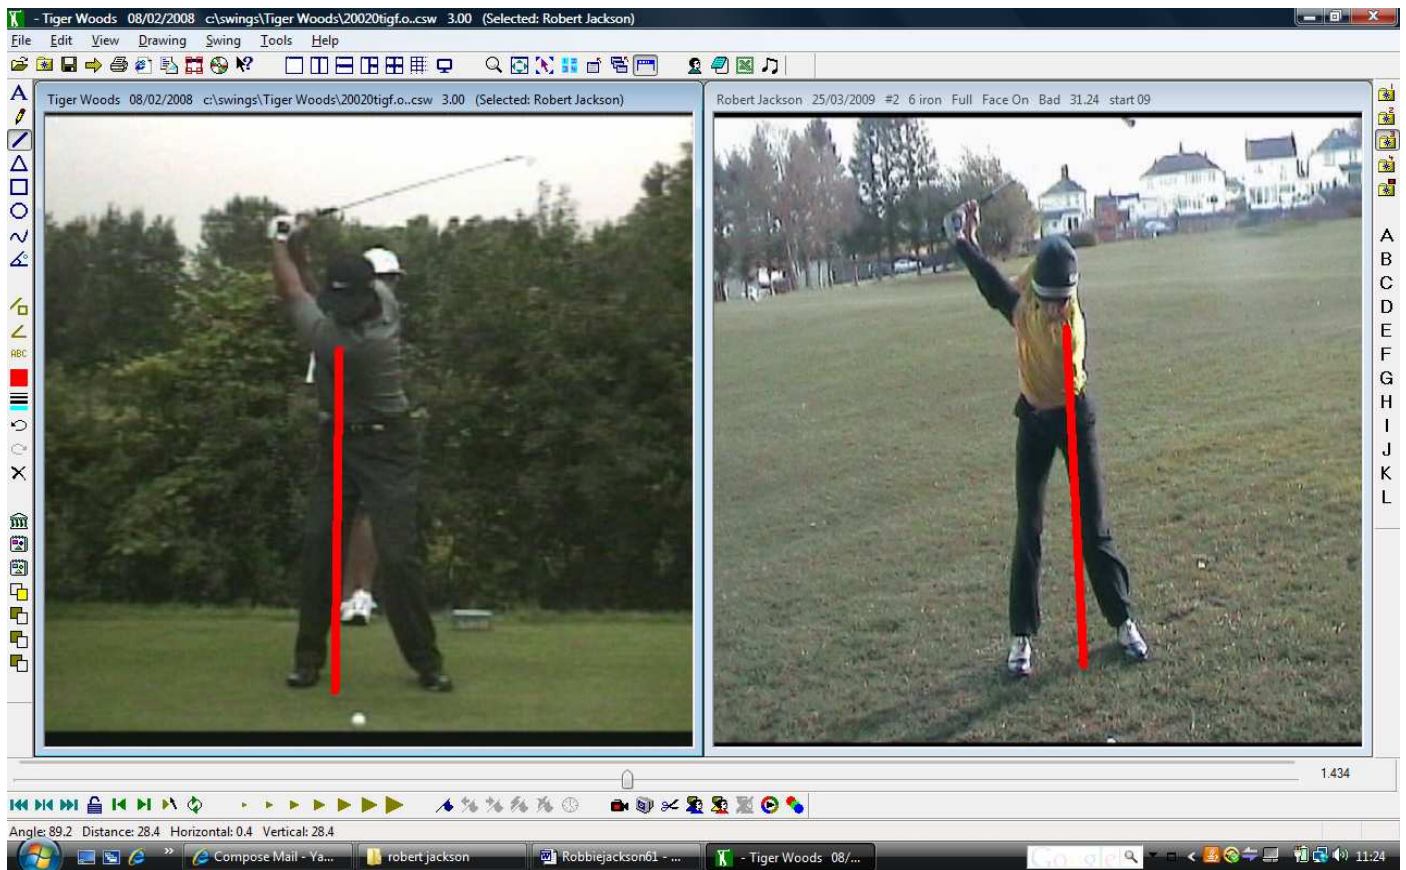 - Tiger Woods 08/02/2008 c:\swings\Tiger Woods\20020tigf.o..csw 3.00 (Selected: Robert Jackson)
File Edit View Drawing Swing Tools Help
Tiger Woods 08/02/2008 c:\swings\Tiger Woods\20020tigf.o..csw 3.00 (Selected: Robert Jackson)
Robert Jackson 25/03/2009 #2 6 iron Full Face On Bad 31.24 start 09
A
ABC
A
B
C
D
E
F
G
H
I
J
K
L
1.434
Angle: 89.2 Distance: 28.4 Horizontal: 0.4 Vertical: 28.4
Compose Mail - Ya...
robert jackson
Robbiejackson61 - ...
- Tiger Woods 08/...
Google
11:24